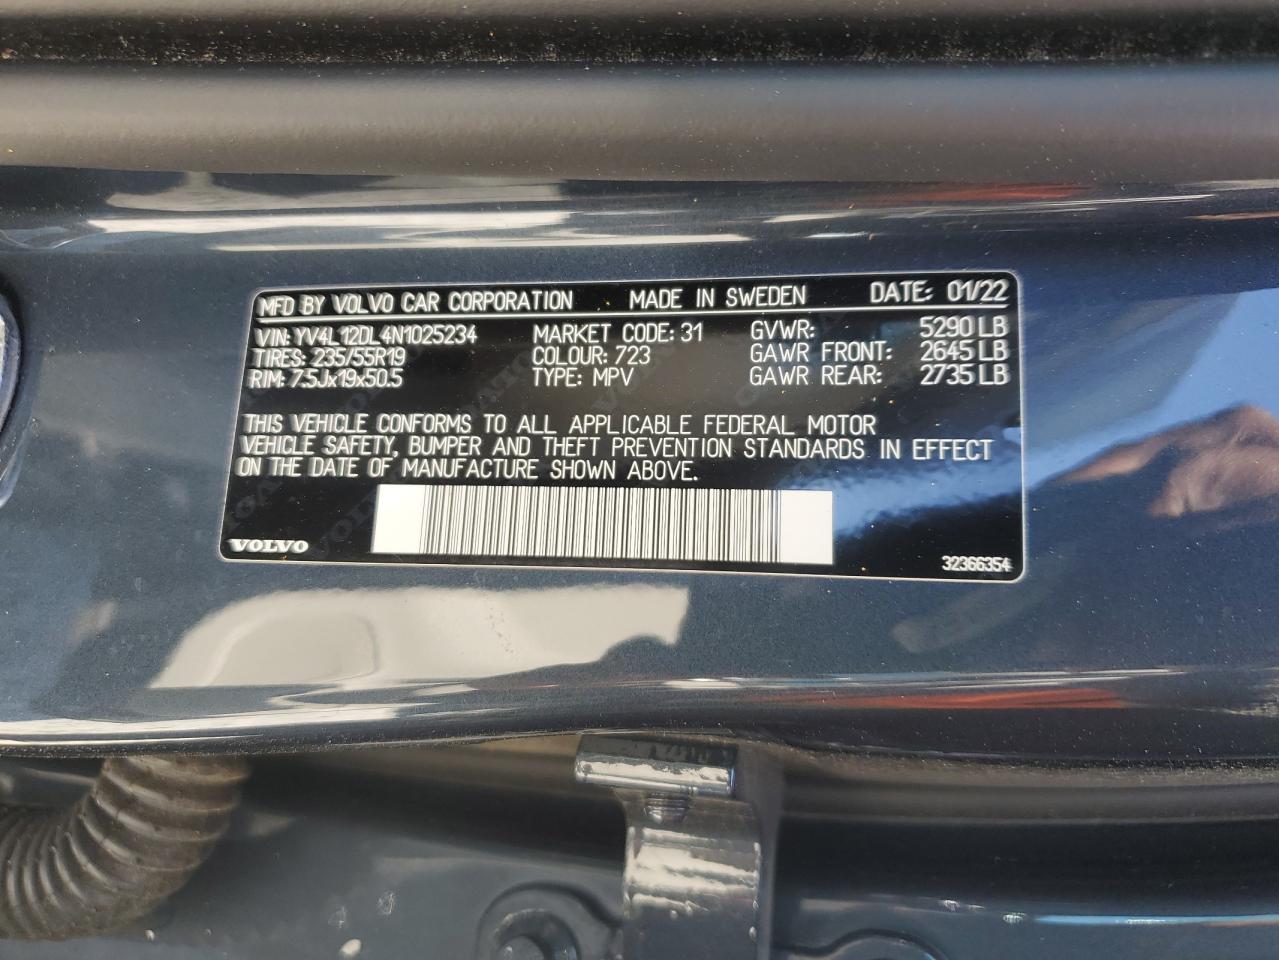 MFD BY VOLVO CAR CORPORATION MADE IN SWEDEN DATE: 01/22
VIN: YV4L12DL4N1025234 MARKET CODE: 31 GVWR: 5290 LB
TIRES: 235/55R19 COLOUR: 723 GAWR FRONT: 2645 LB
RIM: 7.5Jx19x50.5 TYPE: MPV GAWR REAR: 2735 LB
THIS VEHICLE CONFORMS TO ALL APPLICABLE FEDERAL MOTOR
VEHICLE SAFETY, BUMPER AND THEFT PREVENTION STANDARDS IN EFFECT
ON THE DATE OF MANUFACTURE SHOWN ABOVE.
VOLVO 32366354